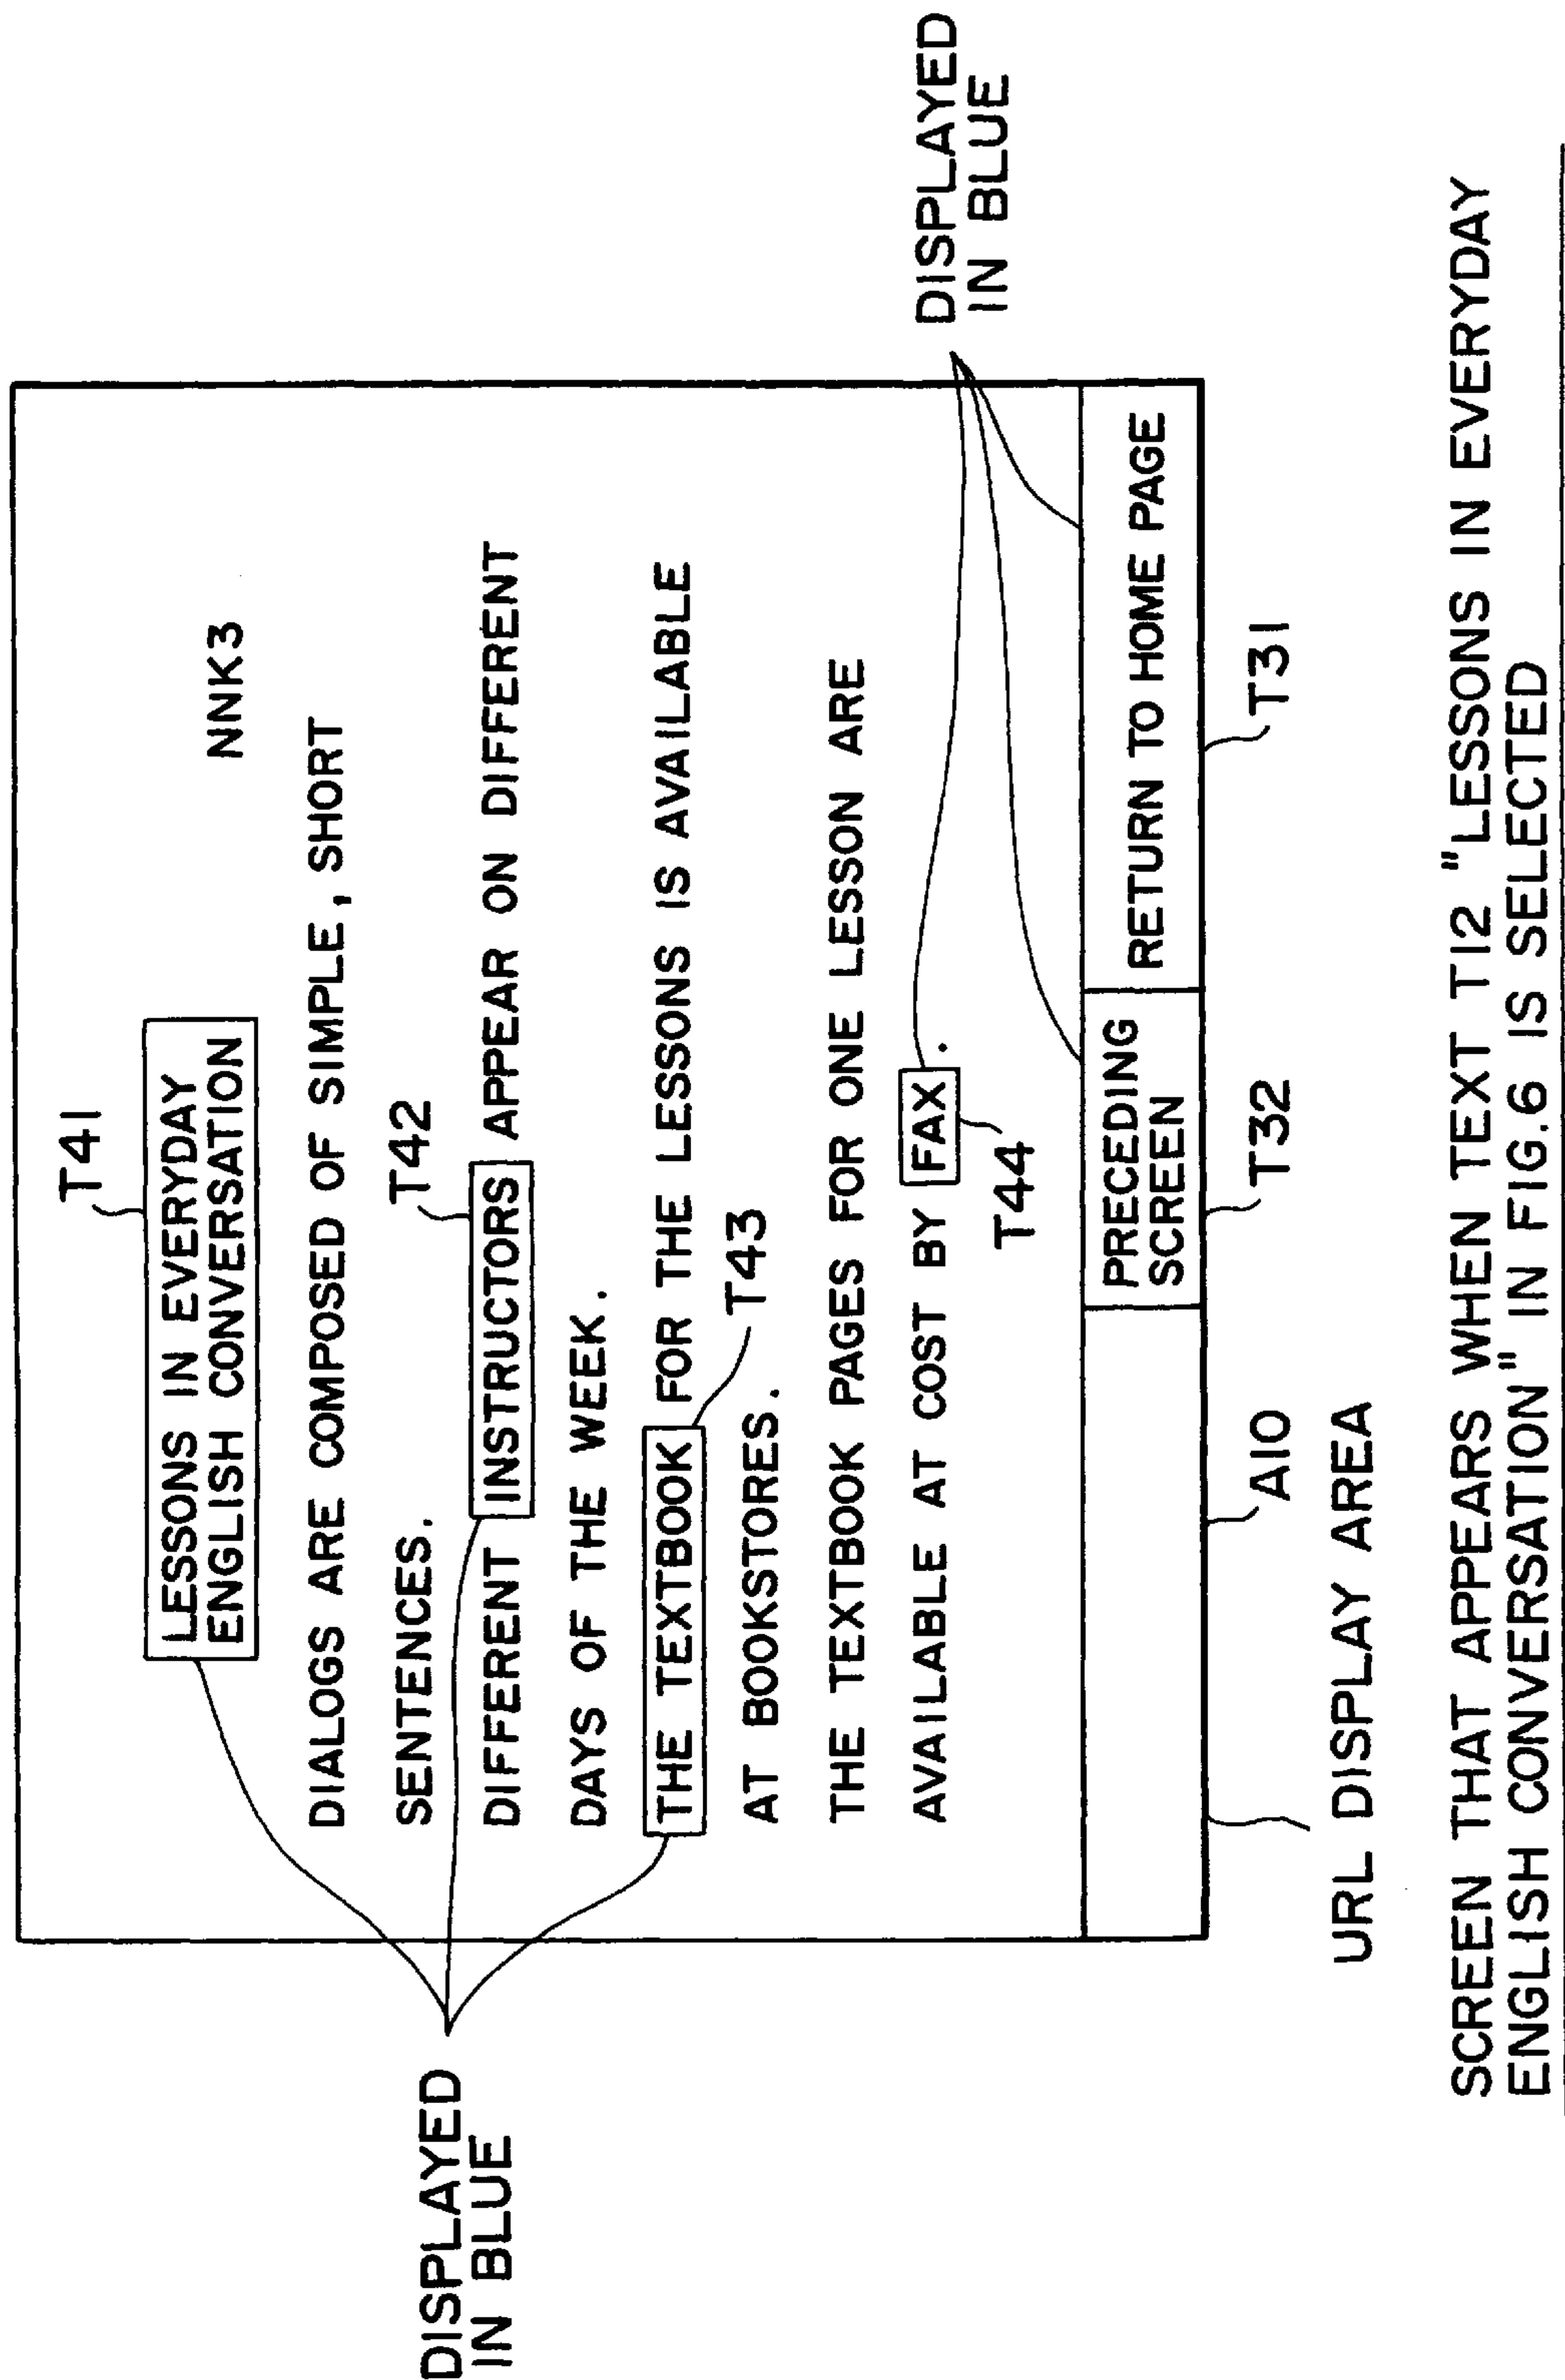 T41
LESSONS IN EVERYDAY
ENGLISH CONVERSATION
NNK3
DIALOGS ARE COMPOSED OF SIMPLE, SHORT
T42
SENTENCES.
DIFFERENT INSTRUCTORS APPEAR ON DIFFERENT
DAYS OF THE WEEK.
THE TEXTBOOK FOR THE LESSONS IS AVAILABLE
T43
AT BOOKSTORES.
THE TEXTBOOK PAGES FOR ONE LESSON ARE
AVAILABLE AT COST BY FAX.
T44
DISPLAYED
IN BLUE
DISPLAYED
IN BLUE
PRECEDING
SCREEN
RETURN TO HOME PAGE
A10
T32
T31
URL DISPLAY AREA
SCREEN THAT APPEARS WHEN TEXT T12 "LESSONS IN EVERYDAY
ENGLISH CONVERSATION" IN FIG.6 IS SELECTED